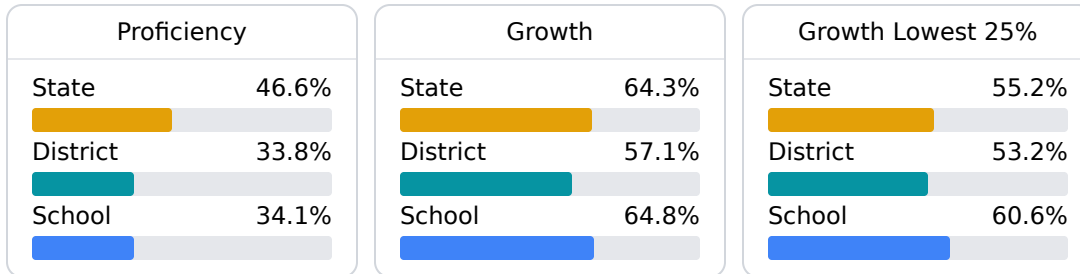 Proficiency
State 46.6%
District 33.8%
School 34.1%
Growth
State 64.3%
District 57.1%
School 64.8%
Growth Lowest 25%
State 55.2%
District 53.2%
School 60.6%